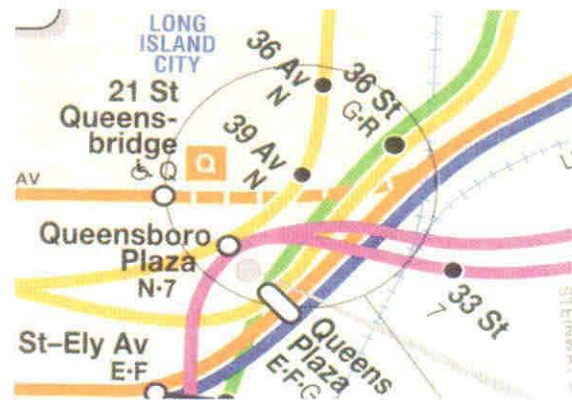 LONG
ISLAND
CITY
36 Av
N
36 St
G•R
21 St
Queens-
bridge
Q
Q
39 Av
N
AV
Queensboro
Plaza
N•7
33 St
7
St-Ely Av
E•F
Queens
Plaza
E•F•G